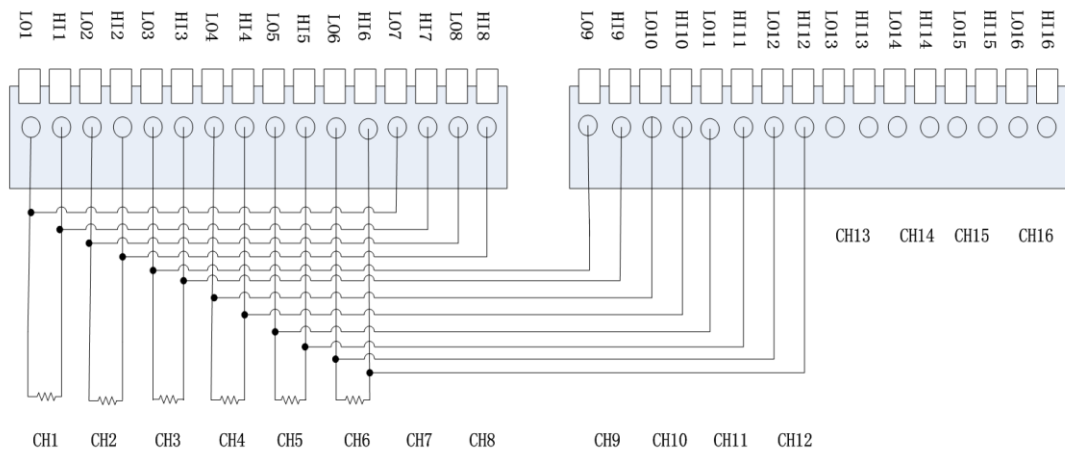 LO1 HI1 LO2 HI2 LO3 HI3 LO4 HI4 LO5 HI5 LO6 HI6 LO7 HI7 LO8 HI8
LO9 HI9 LO10 HI10 LO11 HI11 LO12 HI12 LO13 HI13 LO14 HI14 LO15 HI15 LO16 HI16
CH13 CH14 CH15 CH16
CH1 CH2 CH3 CH4 CH5 CH6 CH7 CH8
CH9 CH10 CH11 CH12